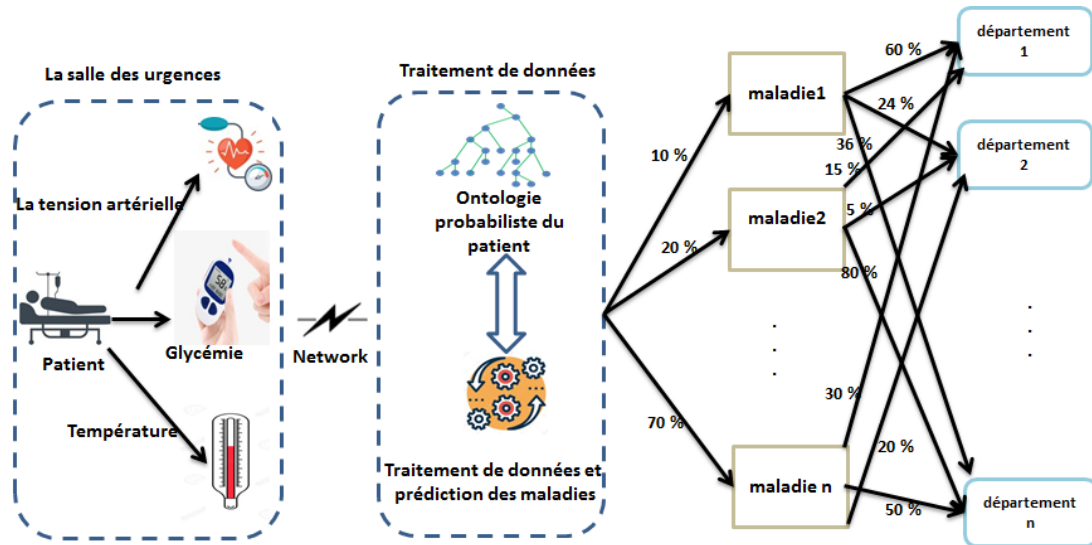 La salle des urgences
La tension artérielle
Glycémie
Patient
Température
Network
Traitement de données
Ontologie
probabiliste du
patient
Traitement de données et
prédiction des maladies
10 %
20 %
70 %
maladie1
maladie2
maladie n
60 %
24 %
36 %
15 %
5 %
80 %
30 %
20 %
50 %
département
1
département
2
département
n